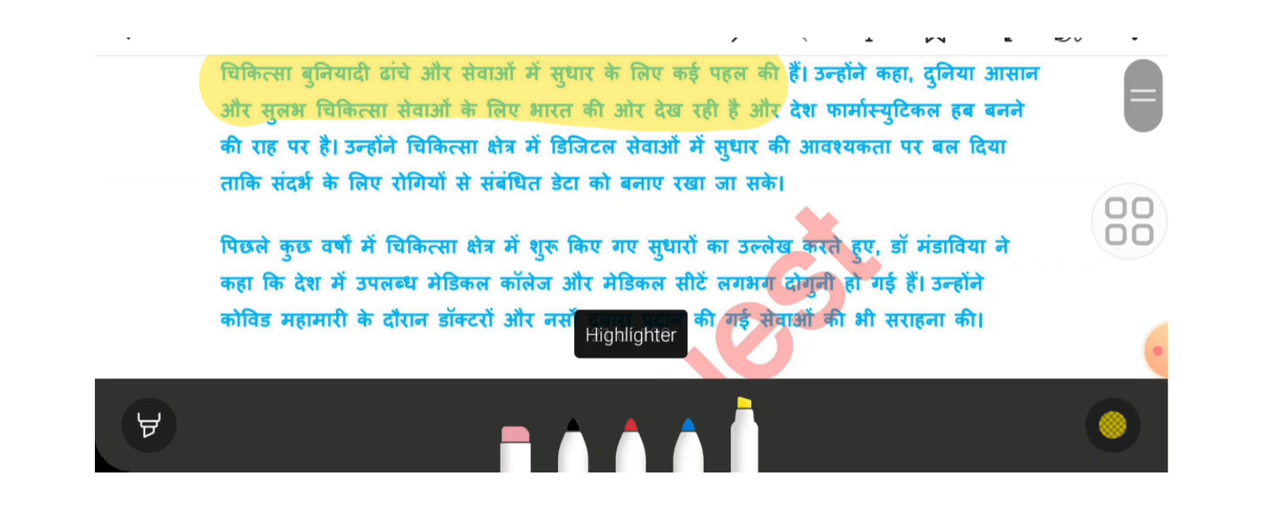 चिकित्सा बुनियादी ढांचे और सेवाओं में सुधार के लिए कई पहल की हैं। उन्होंने कहा, दुनिया आसान
और सुलभ चिकित्सा सेवाओं के लिए भारत की ओर देख रही है और देश फार्मास्युटिकल हब बनने
की राह पर है। उन्होंने चिकित्सा क्षेत्र में डिजिटल सेवाओं में सुधार की आवश्यकता पर बल दिया
ताकि संदर्भ के लिए रोगियों से संबंधित डेटा को बनाए रखा जा सके।
पिछले कुछ वर्षों में चिकित्सा क्षेत्र में शुरू किए गए सुधारों का उल्लेख करते हुए, डॉ मंडाविया ने
कहा कि देश में उपलब्ध मेडिकल कॉलेज और मेडिकल सीटें लगभग दोगुनी हो गई हैं। उन्होंने
कोविड महामारी के दौरान डॉक्टरों और नर्सों की गई सेवाओं की भी सराहना की।
Highlighter